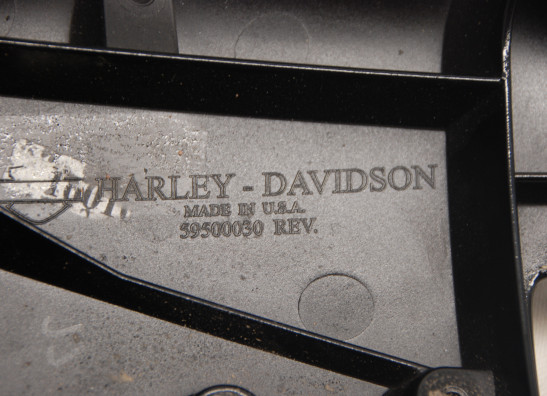 HARLEY - DAVIDSON
MADE IN U.S.A.
59500030 REV.